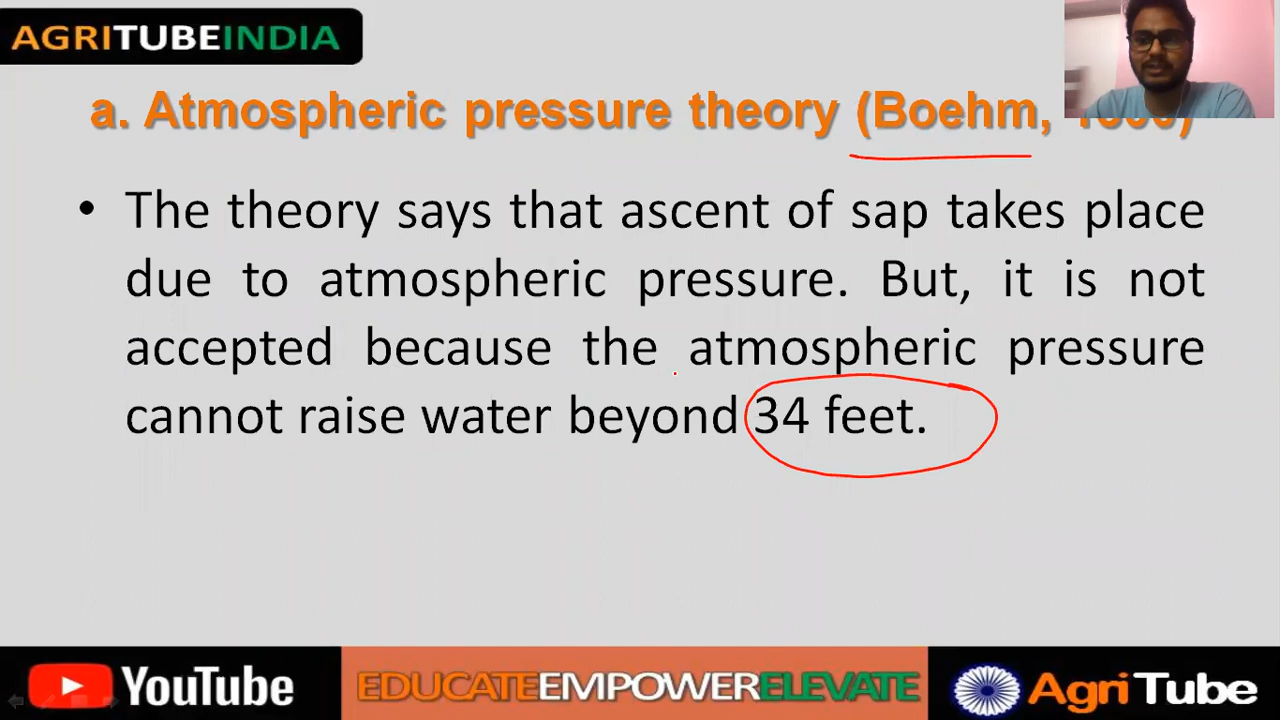 AGRITUBEINDIA
a. Atmospheric pressure theory (Boehm,
• The theory says that ascent of sap takes place
due to atmospheric pressure. But, it is not
accepted because the atmospheric pressure
cannot raise water beyond 34 feet.
YouTube
EDUCATEEMPOWERELEVATE
AgriTube